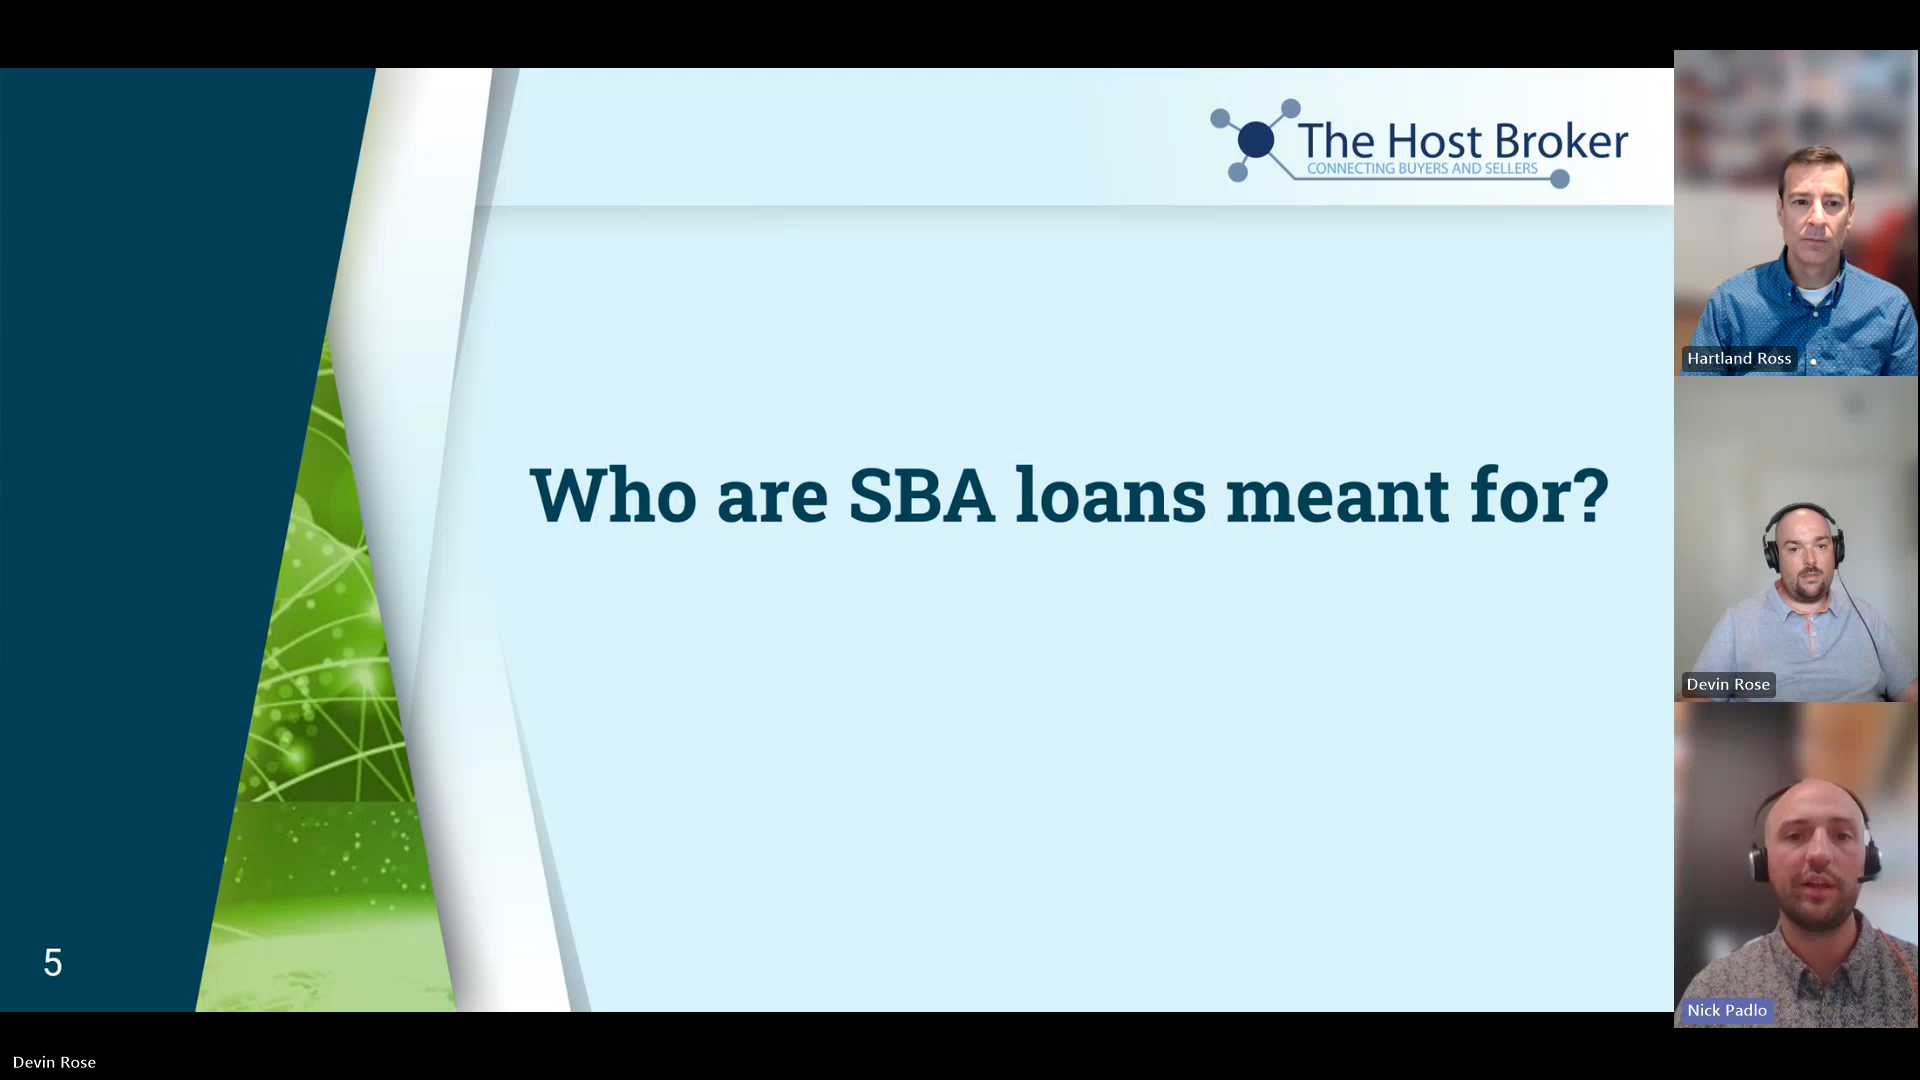 The Host Broker
CONNECTING BUYERS AND SELLERS
Who are SBA loans meant for?
5
Hartland Ross
Devin Rose
Nick Padlo
Devin Rose